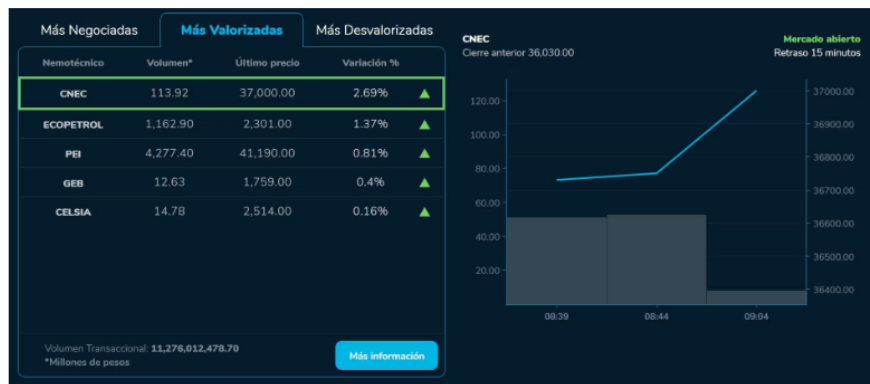 Más Negociadas Más Valorizadas Más Desvalorizadas
Nemotécnico Volumen* Último precio Variación %
CNEC 113.92 37,000.00 2.69%
ECOPETROL 1,162.90 2,301.00 1.37%
PEI 4,277.40 41,190.00 0.81%
GEB 12.63 1,759.00 0.4%
CELSIA 14.78 2,514.00 0.16%
Volumen Transaccional: 11,276,012,478.70
*Millones de pesos
Más información
CNEC Mercado abierto
Cierre anterior 36,030.00 Retraso 15 minutos
120.00
100.00
80.00
60.00
40.00
20.00
37000.00
36900.00
36800.00
36700.00
36600.00
36500.00
36400.00
08:39 08:44 09:04